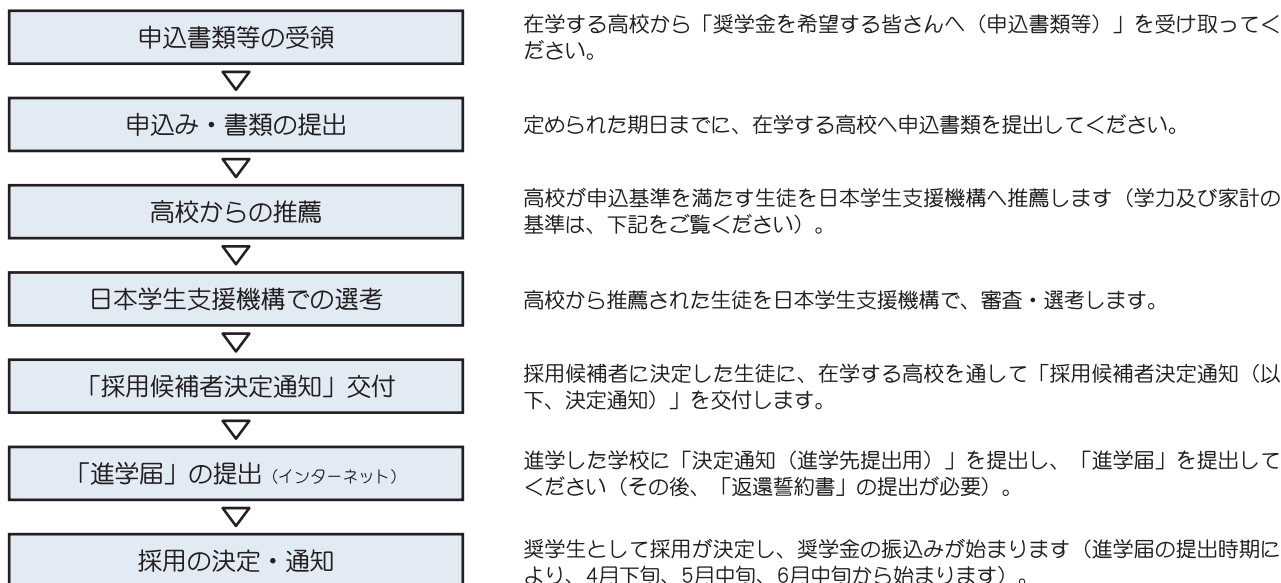 申込書類等の受領
在学する高校から「奨学金を希望する皆さんへ（申込書類等）」を受け取ってく
ださい。
申込み・書類の提出
定められた期日までに、在学する高校へ申込書類を提出してください。
高校からの推薦
高校が申込基準を満たす生徒を日本学生支援機構へ推薦します（学力及び家計の
基準は、下記をご覧ください）。
日本学生支援機構での選考
高校から推薦された生徒を日本学生支援機構で、審査・選考します。
「採用候補者決定通知」交付
採用候補者に決定した生徒に、在学する高校を通して「採用候補者決定通知（以
下、決定通知）」を交付します。
「進学届」の提出（インターネット）
進学した学校に「決定通知（進学先提出用）」を提出し、「進学届」を提出して
ください（その後、「返還誓約書」の提出が必要）。
採用の決定・通知
奨学生として採用が決定し、奨学金の振込みが始まります（進学届の提出時期に
より、4月下旬、5月中旬、6月中旬から始まります）。